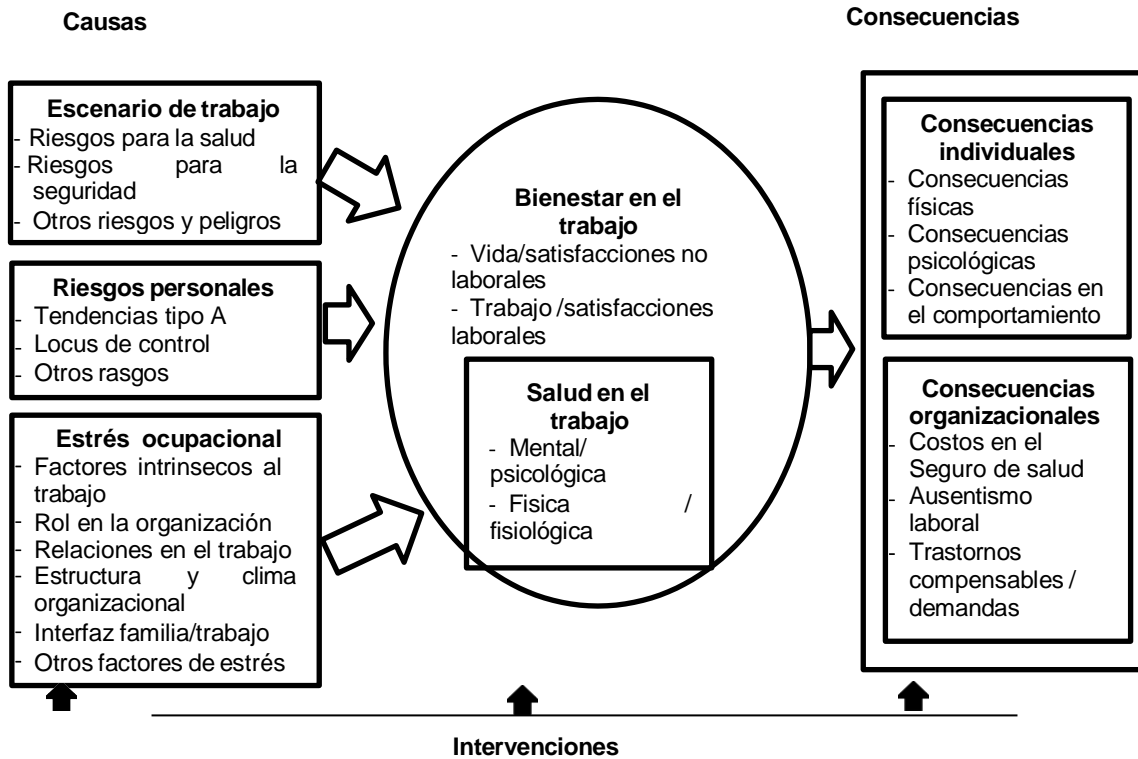 Causas
Consecuencias
Escenario de trabajo
- Riesgos para la salud
- Riesgos para la
seguridad
- Otros riesgos y peligros
Riesgos personales
- Tendencias tipo A
- Locus de control
- Otros rasgos
Estrés ocupacional
- Factores intrinsecos al
trabajo
- Rol en la organización
- Relaciones en el trabajo
- Estructura y clima
organizacional
- Interfaz familia/trabajo
- Otros factores de estrés
Bienestar en el
trabajo
- Vida/satisfacciones no
laborales
- Trabajo /satisfacciones
laborales
Salud en el
trabajo
- Mental/
psicológica
- Fisica /
fisiológica
Consecuencias
individuales
- Consecuencias
físicas
- Consecuencias
psicológicas
- Consecuencias en
el comportamiento
Consecuencias
organizacionales
- Costos en el
Seguro de salud
- Ausentismo
laboral
- Trastornos
compensables /
demandas
Intervenciones